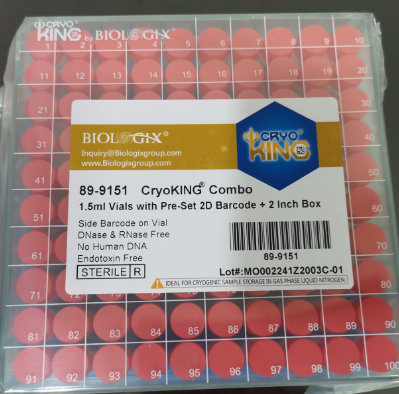 CRYO KING by BIOLOGIX®
1 2 3 4 5 6 7 8 9 10
11 12 13 14 15 16 17 18 19 20
21 30
31 40
41 50
51 60
61 70
71 80
BIOLOGIX®
Inquiry@Biologixgroup.com
www.Biologixgroup.com
CRYO
KING
89-9151 CryoKING® Combo
1.5ml Vials with Pre-Set 2D Barcode + 2 Inch Box
Side Barcode on Vial
DNase & RNase Free
No Human DNA
Endotoxin Free
STERILE R
89-9151
Lot#:MO002241Z2003C-01
IDEAL FOR CRYOGENIC SAMPLE STORAGE IN GAS PHASE LIQUID NITROGEN.
81 82 83 84 85 86 87 88 89 90
91 92 93 94 95 96 97 98 99 100